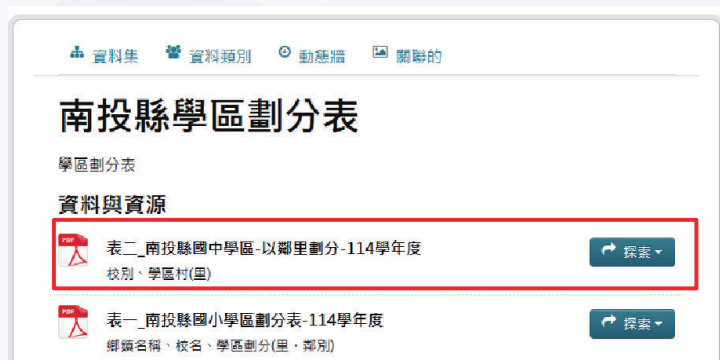 資料集 資料類別 動態牆 關聯的
南投縣學區劃分表
學區劃分表
資料與資源
PDF 表二_南投縣國中學區-以鄰里劃分-114學年度 探索
校別、學區村(里)
PDF 表一_南投縣國小學區劃分表-114學年度 探索
鄉鎮名稱、校名、學區劃分(里、鄰別)